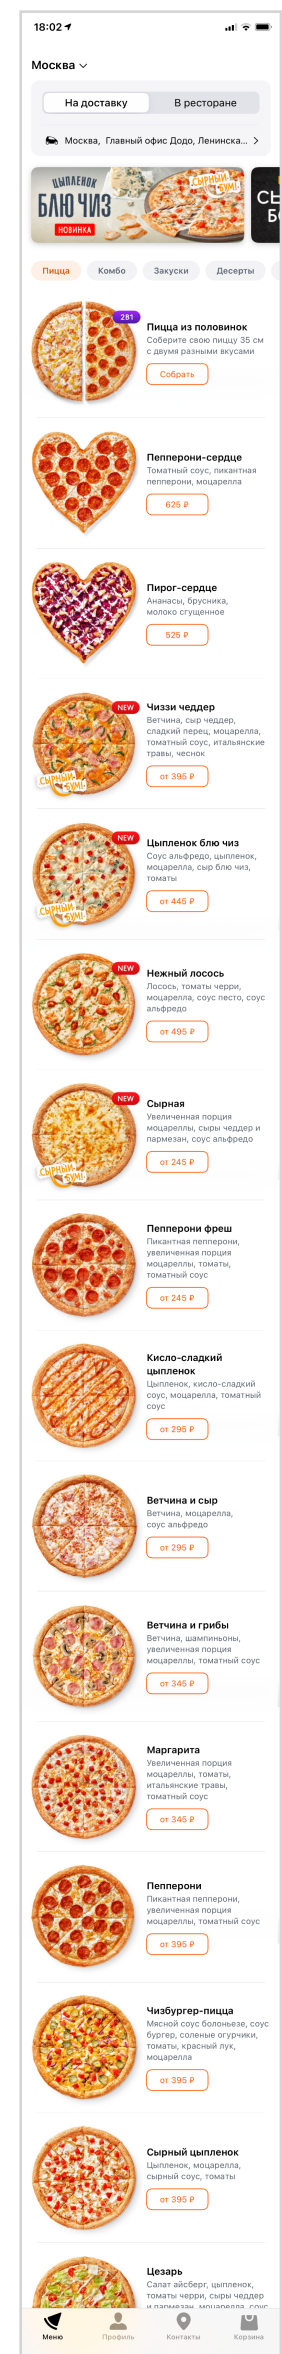 18:02
Москва
На доставку
В ресторане
Москва, Главный офис Додо, Ленинска...
ЦЫПЛЕНОК
БЛЮ ЧИЗ
НОВИНКА
СЫРНЫЙ
БУМ!
Пицца
Комбо
Закуски
Десерты
2В1
Пицца из половинок
Соберите свою пиццу 35 см
с двумя разными вкусами
Собрать
Пепперони-сердце
Томатный соус, пикантная
пепперони, моцарелла
625 ₽
Пирог-сердце
Ананасы, брусника,
молоко сгущенное
525 ₽
NEW
СЫРНЫЙ
БУМ!
Чиззи чеддер
Ветчина, сыр чеддер,
сладкий перец, моцарелла,
томатный соус, итальянские
травы, чеснок
от 395 ₽
NEW
СЫРНЫЙ
БУМ!
Цыпленок блю чиз
Соус альфредо, цыпленок,
моцарелла, сыр блю чиз,
томаты
от 445 ₽
NEW
Нежный лосось
Лосось, томаты черри,
моцарелла, соус песто, соус
альфредо
от 495 ₽
NEW
СЫРНЫЙ
БУМ!
Сырная
Увеличенная порция
моцареллы, сыры чеддер и
пармезан, соус альфредо
от 245 ₽
Пепперони фреш
Пикантная пепперони,
увеличенная порция
моцареллы, томаты,
томатный соус
от 245 ₽
Кисло-сладкий
цыпленок
Цыпленок, кисло-сладкий
соус, моцарелла, томатный
соус
от 295 ₽
Ветчина и сыр
Ветчина, моцарелла,
соус альфредо
от 295 ₽
Ветчина и грибы
Ветчина, шампиньоны,
увеличенная порция
моцареллы, томатный соус
от 345 ₽
Маргарита
Увеличенная порция
моцареллы, томаты,
итальянские травы,
томатный соус
от 345 ₽
Пепперони
Пикантная пепперони,
увеличенная порция
моцареллы, томатный соус
от 395 ₽
Чизбургер-пицца
Мясной соус болоньезе, соус
бургер, соленые огурчики,
томаты, красный лук,
моцарелла
от 395 ₽
Сырный цыпленок
Цыпленок, моцарелла,
сырный соус, томаты
от 395 ₽
Цезарь
Салат айсберг, цыпленок,
томаты черри, сыры чеддер
и пармезан, моцарелла, соус
Меню
Профиль
Контакты
Корзина